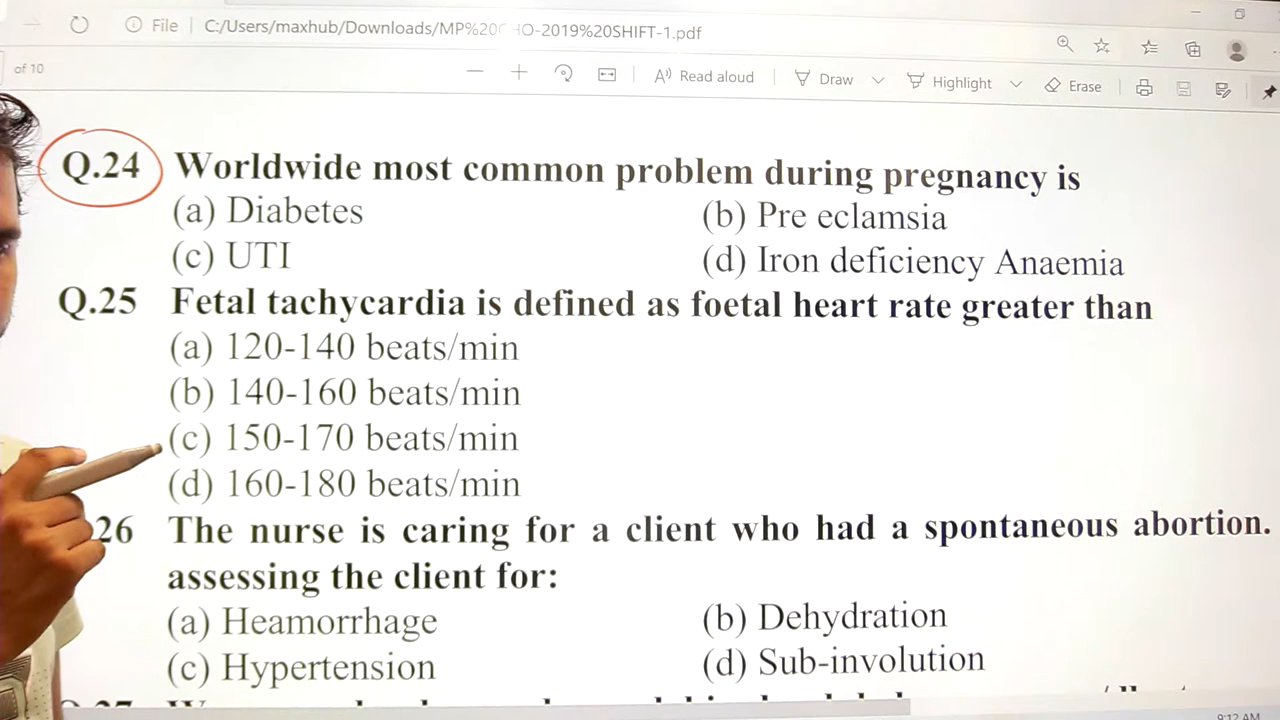 File C:/Users/maxhub/Downloads/MP%20 HO-2019%20SHIFT-1.pdf
of 10
Read aloud Draw Highlight Erase
Q.24 Worldwide most common problem during pregnancy is
(a) Diabetes (b) Pre eclamsia
(c) UTI (d) Iron deficiency Anaemia
Q.25 Fetal tachycardia is defined as foetal heart rate greater than
(a) 120-140 beats/min
(b) 140-160 beats/min
(c) 150-170 beats/min
(d) 160-180 beats/min
26 The nurse is caring for a client who had a spontaneous abortion.
assessing the client for:
(a) Heamorrhage (b) Dehydration
(c) Hypertension (d) Sub-involution
9:12 AM